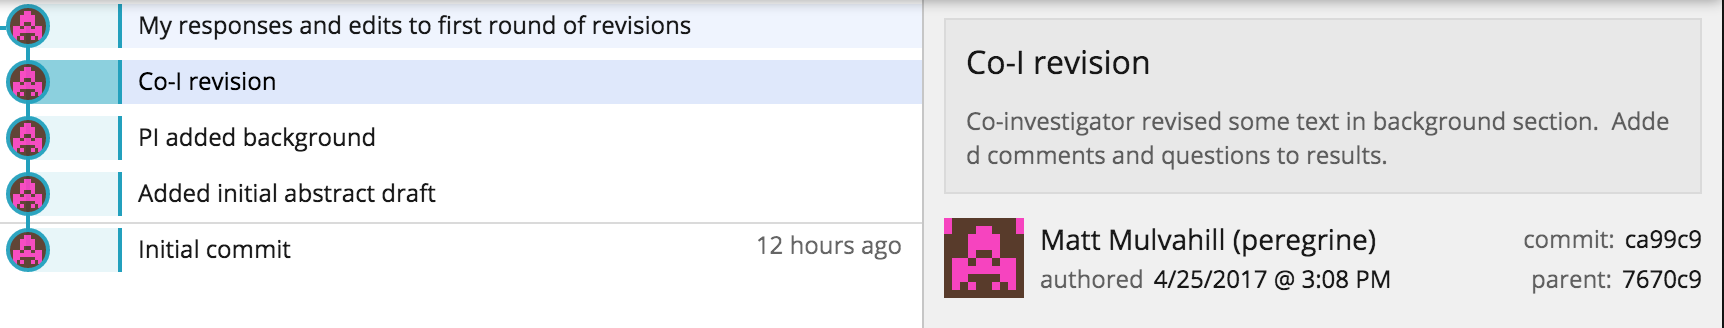 My responses and edits to first round of revisions
Co-I revision
PI added background
Added initial abstract draft
Initial commit
12 hours ago
Co-I revision
Co-investigator revised some text in background section.  Adde
d comments and questions to results.
Matt Mulvahill (peregrine)
authored 4/25/2017 @ 3:08 PM
commit: ca99c9
parent: 7670c9